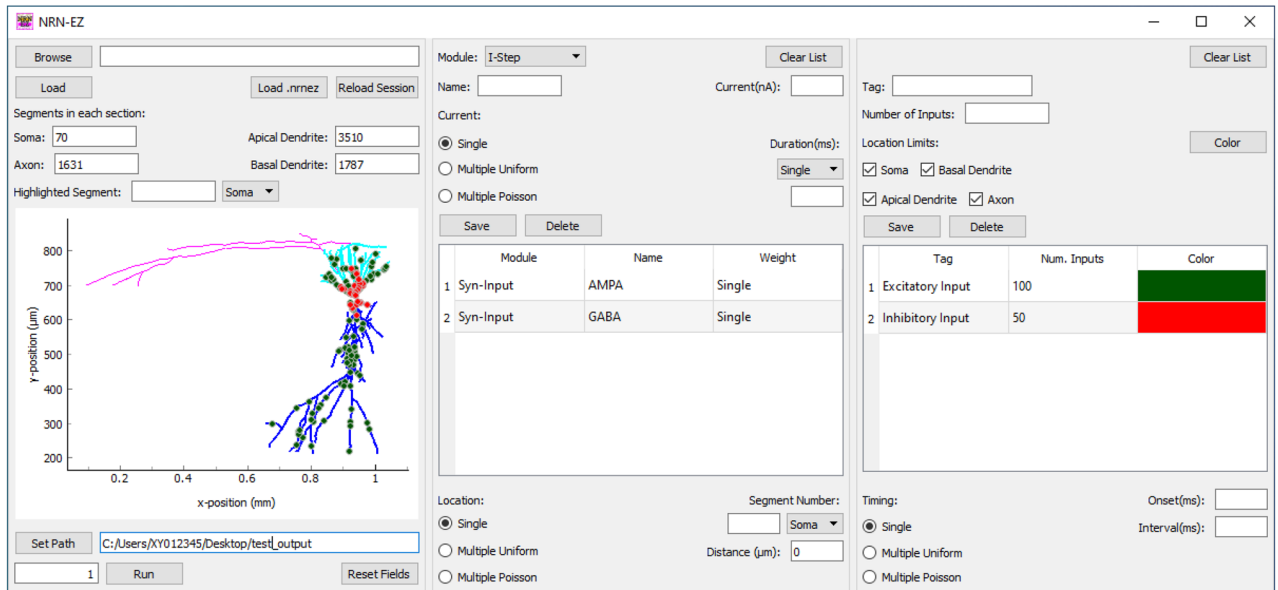 NRN-EZ
Browse
Load
Load .nrnez
Reload Session
Segments in each section:
Soma: 70
Apical Dendrite: 3510
Axon: 1631
Basal Dendrite: 1787
Highlighted Segment:
Soma
800
700
600
500
400
300
200
Y-position (μm)
0.2 0.4 0.6 0.8 1
x-position (mm)
Set Path
C:/Users/XY012345/Desktop/test_output
1
Run
Reset Fields
Module: I-Step
Clear List
Name:
Current(nA):
Current:
Single
Duration(ms):
Multiple Uniform
Single
Multiple Poisson
Save
Delete
Module Name Weight
1 Syn-Input AMPA Single
2 Syn-Input GABA Single
Location:
Segment Number:
Single
Soma
Multiple Uniform
Distance (μm): 0
Multiple Poisson
Clear List
Tag:
Number of Inputs:
Location Limits:
Color
Soma Basal Dendrite
Apical Dendrite Axon
Save
Delete
Tag Num. Inputs Color
1 Excitatory Input 100
2 Inhibitory Input 50
Timing:
Onset(ms):
Single
Interval(ms):
Multiple Uniform
Multiple Poisson